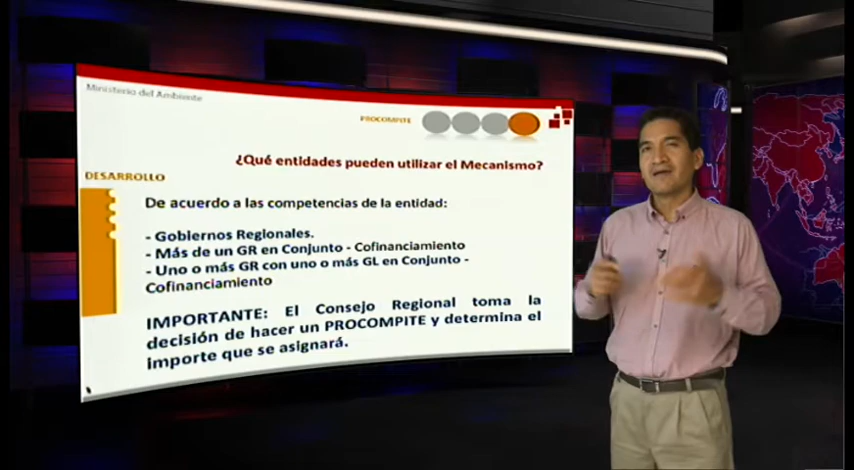 Ministerio del Ambiente
PROCOMPITE
¿Qué entidades pueden utilizar el Mecanismo?
DESARROLLO
De acuerdo a las competencias de la entidad:
- Gobiernos Regionales.
- Más de un GR en Conjunto - Cofinanciamiento
- Uno o más GR con uno o más GL en Conjunto -
Cofinanciamiento
IMPORTANTE: El Consejo Regional toma la
decisión de hacer un PROCOMPITE y determina el
importe que se asignará.